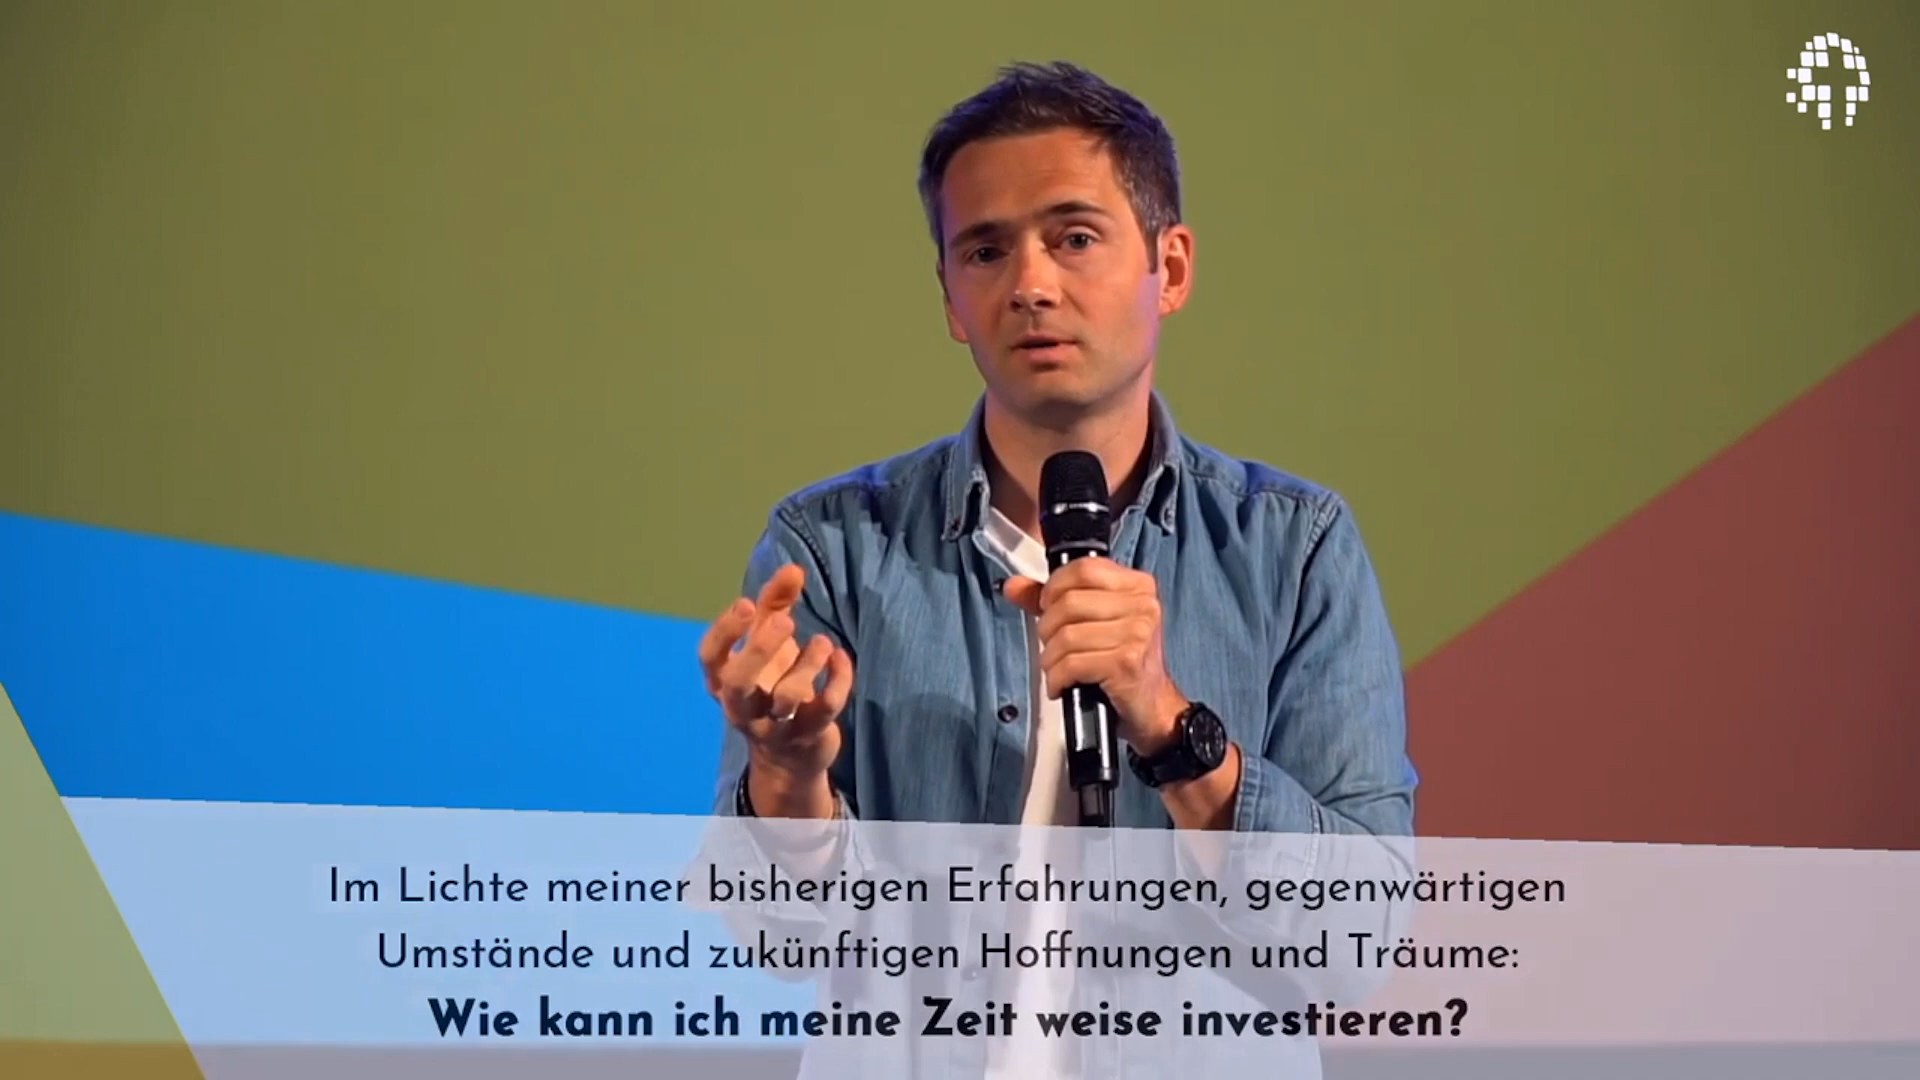 Im Lichte meiner bisherigen Erfahrungen, gegenwärtigen
Umstände und zukünftigen Hoffnungen und Träume:
Wie kann ich meine Zeit weise investieren?